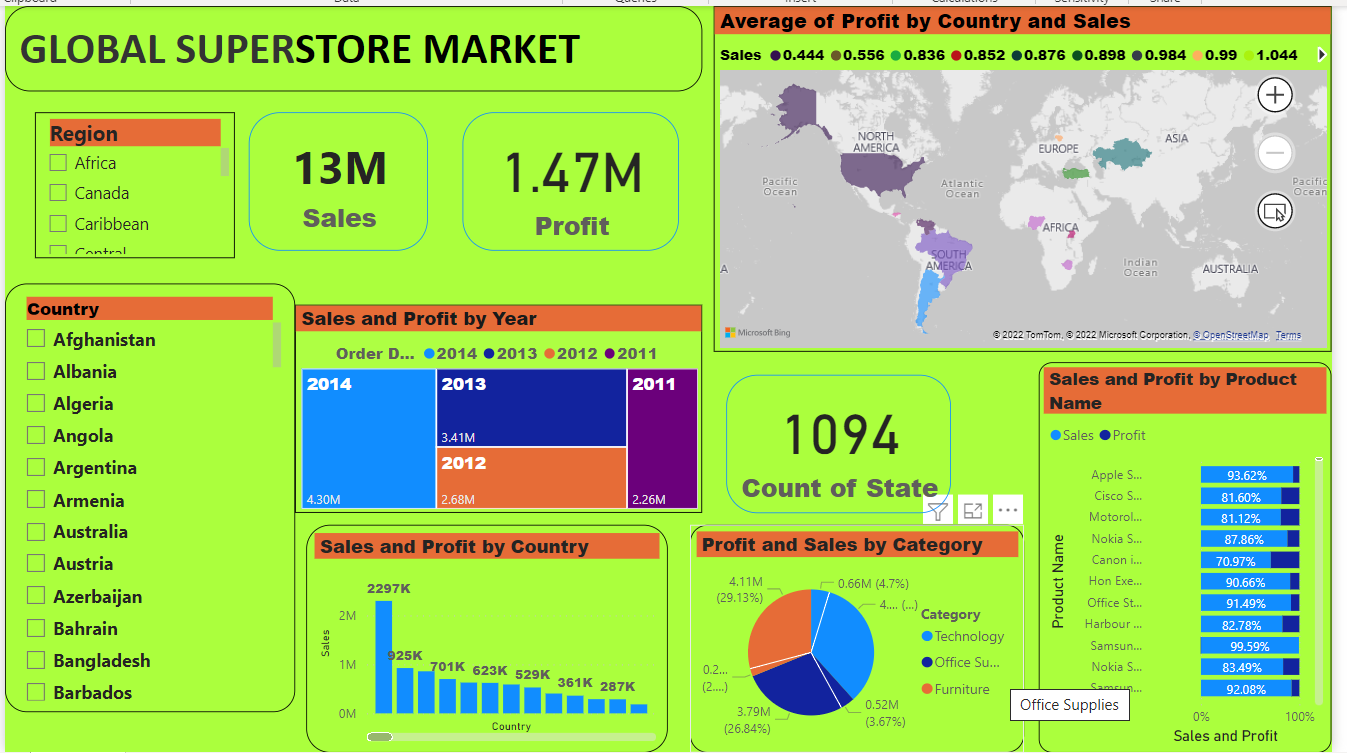 GLOBAL SUPERSTORE MARKET
Region
Africa
Canada
Caribbean
Central
13M
Sales
1.47M
Profit
Average of Profit by Country and Sales
Sales 0.444 0.556 0.836 0.852 0.876 0.898 0.984 0.99 1.044
NORTH
AMERICA
EUROPE
ASIA
Pacific
Ocean
Atlantic
Ocean
Pacific
Ocean
AFRICA
SOUTH
AMERICA
Indian
Ocean
AUSTRALIA
A
Microsoft Bing
© 2022 TomTom, © 2022 Microsoft Corporation, © OpenStreetMap Terms
Country
Afghanistan
Albania
Algeria
Angola
Argentina
Armenia
Australia
Austria
Azerbaijan
Bahrain
Bangladesh
Barbados
Sales and Profit by Year
Order D... 2014 2013 2012 2011
2014
4.30M
2013
3.41M
2012
2.68M
2011
2.26M
1094
Count of State
Sales and Profit by Country
Sales
2M
1M
0M
2297K
925K
701K
623K
529K
361K
287K
Country
Profit and Sales by Category
4.11M
(29.13%)
0.66M (4.7%)
4.... (...)
0.2...
(2....)
3.79M
(26.84%)
0.52M
(3.67%)
Category
Technology
Office Su...
Furniture
Office Supplies
Sales and Profit by Product
Name
Sales Profit
Product Name
Apple S... 93.62%
Cisco S... 81.60%
Motorol... 81.12%
Nokia S... 87.86%
Canon i... 70.97%
Hon Exe... 90.66%
Office St... 91.49%
Harbour ... 82.78%
Samsun... 99.59%
Nokia S... 83.49%
Samsun... 92.08%
0% 100%
Sales and Profit